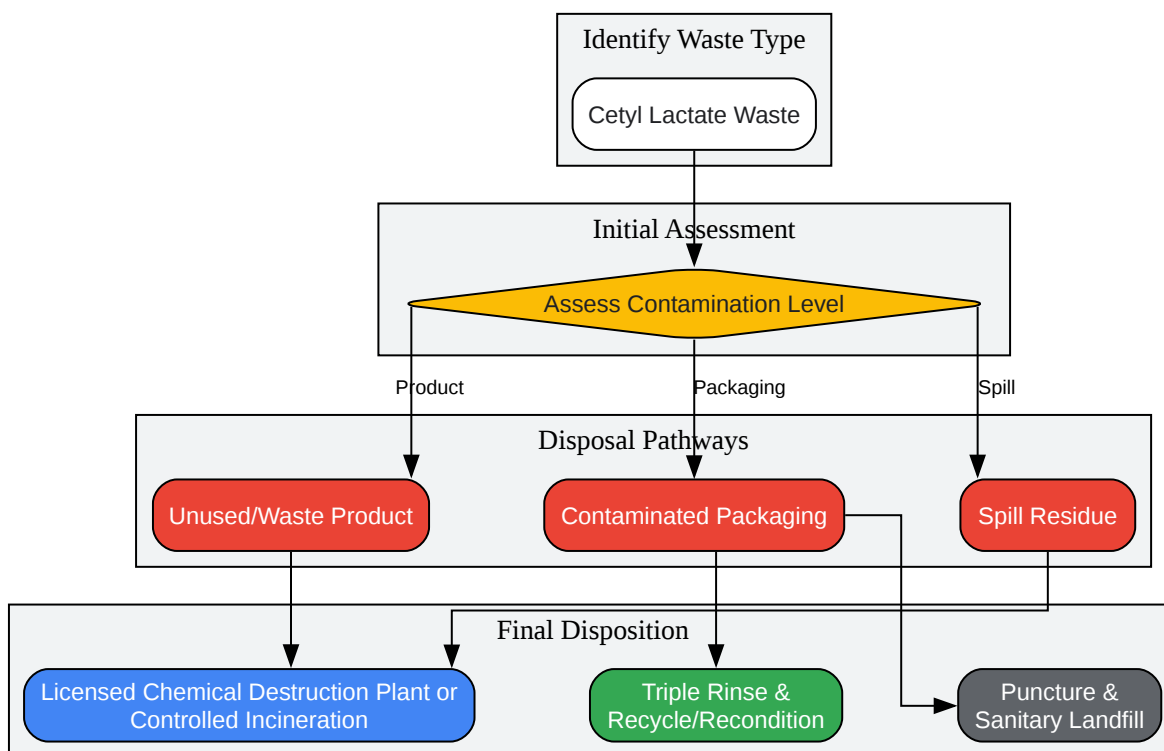 Identify Waste Type
Cetyl Lactate Waste
Initial Assessment
Assess Contamination Level
Product
Packaging
Spill
Disposal Pathways
Unused/Waste Product
Contaminated Packaging
Spill Residue
Final Disposition
Licensed Chemical Destruction Plant or
Controlled Incineration
Triple Rinse &
Recycle/Recondition
Puncture &
Sanitary Landfill